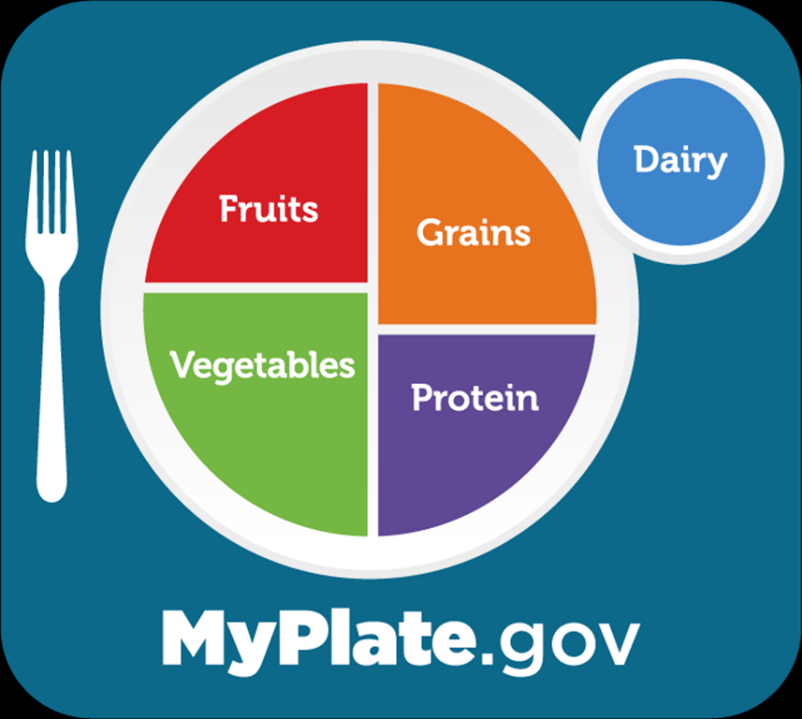 Fruits
Grains
Dairy
Vegetables
Protein
MyPlate.gov